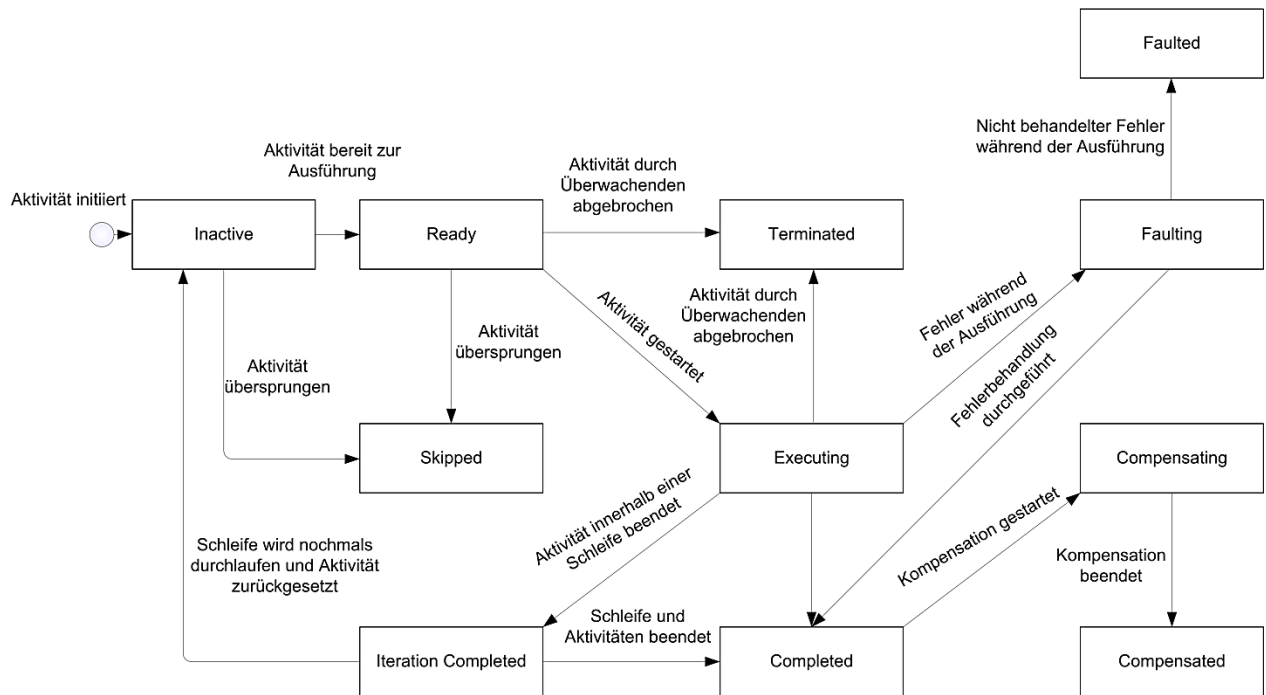 Faulted
Nicht behandelter Fehler
während der Ausführung
Aktivität bereit zur
Ausführung
Aktivität durch
Überwachenden
abgebrochen
Aktivität initiiert
Inactive
Ready
Terminated
Faulting
Aktivität
übersprungen
Aktivität
übersprungen
Aktivität gestartet
Aktivität durch
Überwachenden
abgebrochen
Fehler während
der Ausführung
Fehlerbehandlung
durchgeführt
Skipped
Executing
Compensating
Aktivität innerhalb einer
Schleife beendet
Kompensation gestartet
Kompensation
beendet
Schleife wird nochmals
durchlaufen und Aktivität
zurückgesetzt
Schleife und
Aktivitäten beendet
Iteration Completed
Completed
Compensated